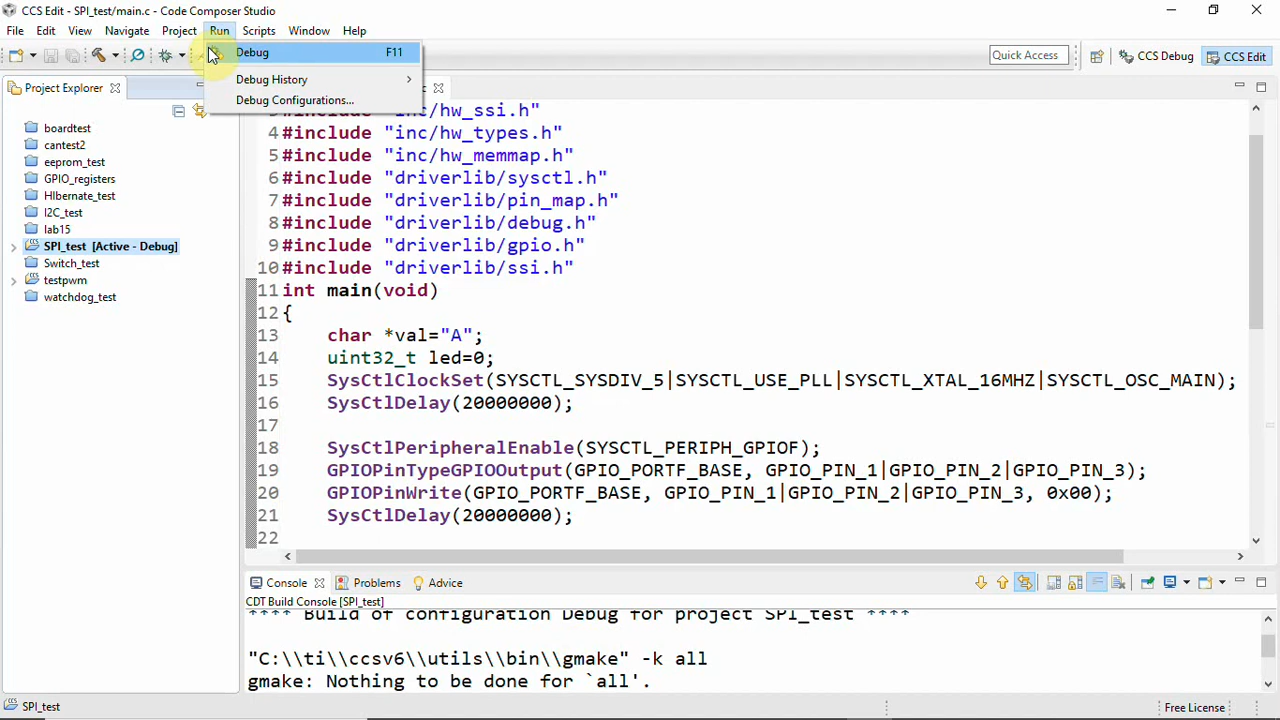 CCS Edit - SPI_test/main.c - Code Composer Studio
File Edit View Navigate Project Run Scripts Window Help
Debug F11
Debug History
Debug Configurations...
Quick Access
CCS Debug
CCS Edit
Project Explorer
boardtest
cantest2
eeprom_test
GPIO_registers
HIbernate_test
I2C_test
lab15
SPI_test [Active - Debug]
Switch_test
testpwm
watchdog_test
"inc/hw_ssi.h"
4 #include "inc/hw_types.h"
5 #include "inc/hw_memmap.h"
6 #include "driverlib/sysctl.h"
7 #include "driverlib/pin_map.h"
8 #include "driverlib/debug.h"
9 #include "driverlib/gpio.h"
10 #include "driverlib/ssi.h"
11 int main(void)
12 {
13 char *val="A";
14 uint32_t led=0;
15 SysCtlClockSet(SYSCTL_SYSDIV_5|SYSCTL_USE_PLL|SYSCTL_XTAL_16MHZ|SYSCTL_OSC_MAIN);
16 SysCtlDelay(20000000);
17
18 SysCtlPeripheralEnable(SYSCTL_PERIPH_GPIOF);
19 GPIOPinTypeGPIOOutput(GPIO_PORTF_BASE, GPIO_PIN_1|GPIO_PIN_2|GPIO_PIN_3);
20 GPIOPinWrite(GPIO_PORTF_BASE, GPIO_PIN_1|GPIO_PIN_2|GPIO_PIN_3, 0x00);
21 SysCtlDelay(20000000);
22
Console Problems Advice
CDT Build Console [SPI_test]
**** Build of configuration Debug for project SPI_test ****
"C:\\ti\\ccsv6\\utils\\bin\\gmake" -k all
gmake: Nothing to be done for `all'.
SPI_test
Free License